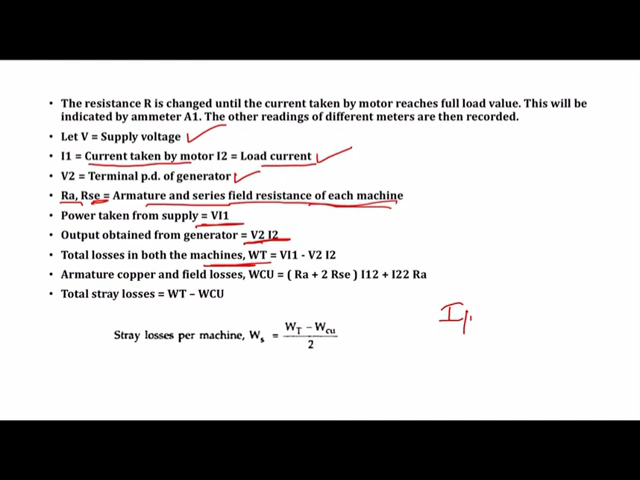 • The resistance R is changed until the current taken by motor reaches full load value. This will be
indicated by ammeter A1. The other readings of different meters are then recorded.
• Let V = Supply voltage
• I1 = Current taken by motor I2 = Load current
• V2 = Terminal p.d. of generator
• Ra, Rse = Armature and series field resistance of each machine
• Power taken from supply = VI1
• Output obtained from generator = V2 I2
• Total losses in both the machines, WT = VI1 - V2 I2
• Armature copper and field losses, WCU = ( Ra + 2 Rse ) I12 + I22 Ra
• Total stray losses = WT – WCU
Stray losses per machine, Ws = (WT – Wcu) / 2